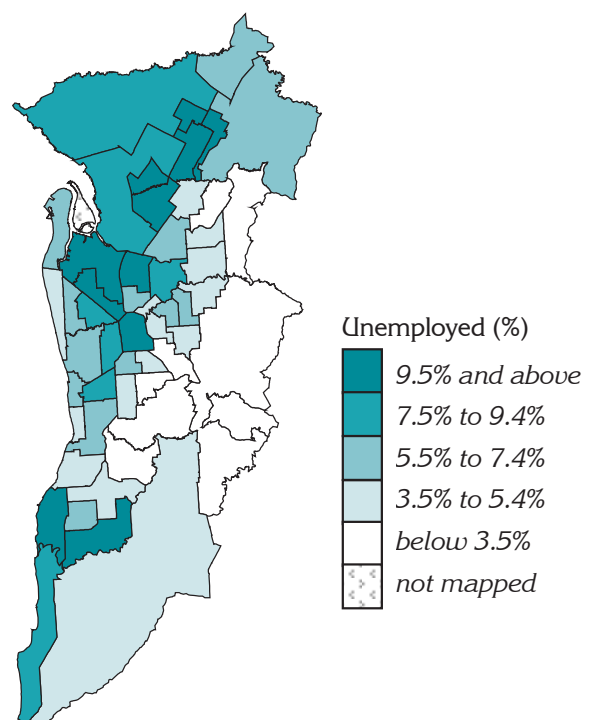 Unemployed (%)
9.5% and above
7.5% to 9.4%
5.5% to 7.4%
3.5% to 5.4%
below 3.5%
not mapped